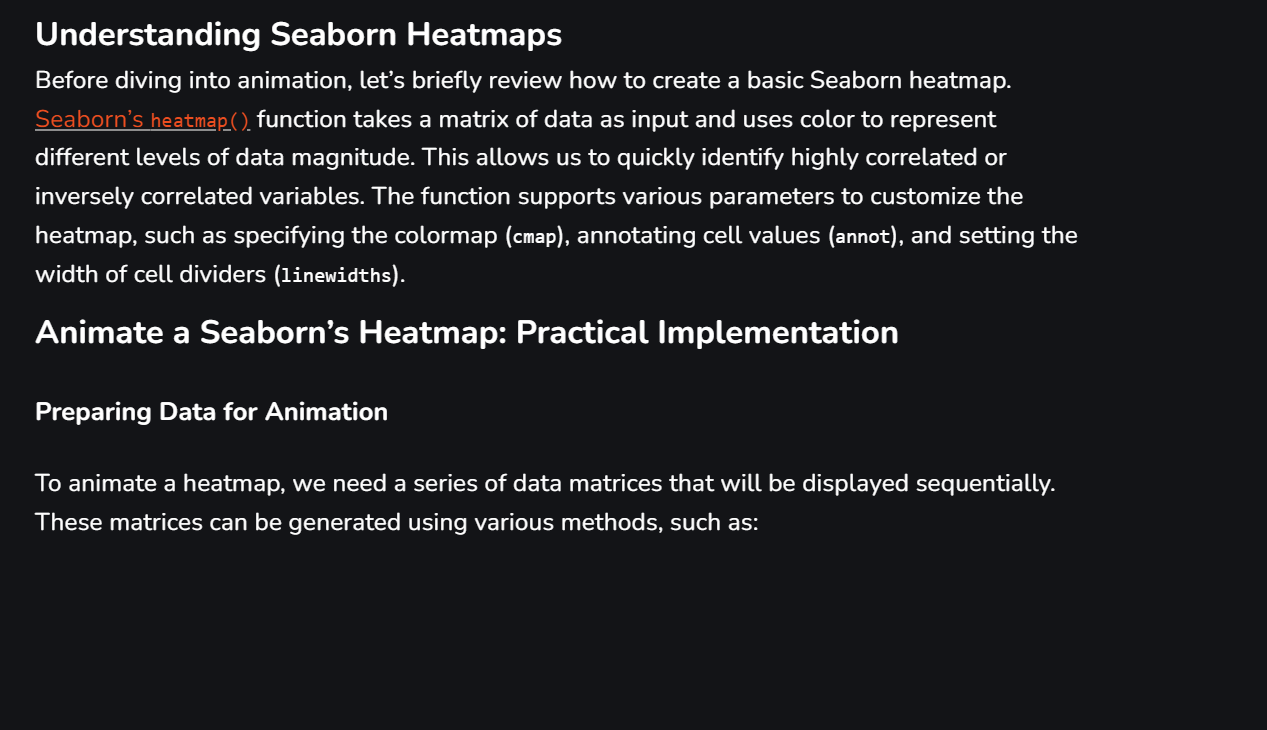 Understanding Seaborn Heatmaps
Before diving into animation, let’s briefly review how to create a basic Seaborn heatmap.
Seaborn’s heatmap() function takes a matrix of data as input and uses color to represent
different levels of data magnitude. This allows us to quickly identify highly correlated or
inversely correlated variables. The function supports various parameters to customize the
heatmap, such as specifying the colormap (cmap), annotating cell values (annot), and setting the
width of cell dividers (linewidths).
Animate a Seaborn’s Heatmap: Practical Implementation
Preparing Data for Animation
To animate a heatmap, we need a series of data matrices that will be displayed sequentially.
These matrices can be generated using various methods, such as: